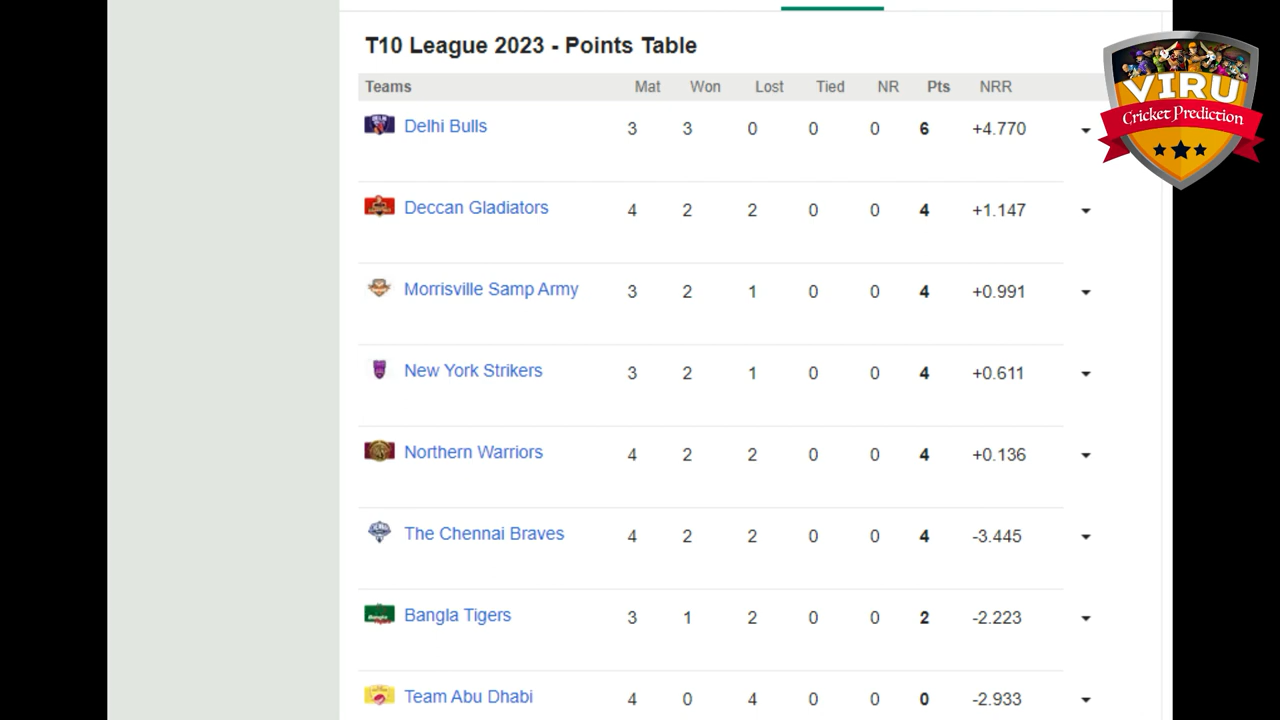 T10 League 2023 - Points Table
Teams Mat Won Lost Tied NR Pts NRR
Delhi Bulls 3 3 0 0 0 6 +4.770
Deccan Gladiators 4 2 2 0 0 4 +1.147
Morrisville Samp Army 3 2 1 0 0 4 +0.991
New York Strikers 3 2 1 0 0 4 +0.611
Northern Warriors 4 2 2 0 0 4 +0.136
The Chennai Braves 4 2 2 0 0 4 -3.445
Bangla Tigers 3 1 2 0 0 2 -2.223
Team Abu Dhabi 4 0 4 0 0 0 -2.933
VIRU
Cricket Prediction